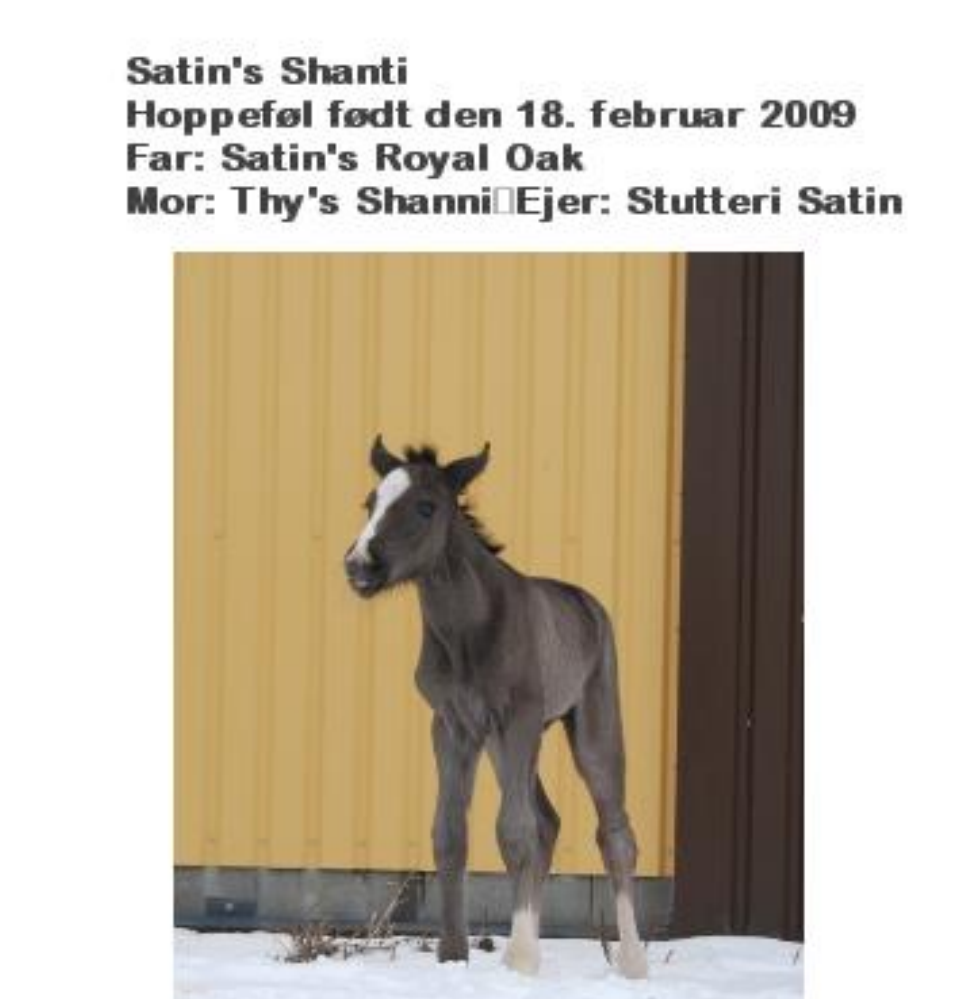 Satin's Shanti
Hoppeføl født den 18. februar 2009
Far: Satin's Royal Oak
Mor: Thy's Shanni▯Ejer: Stutteri Satin